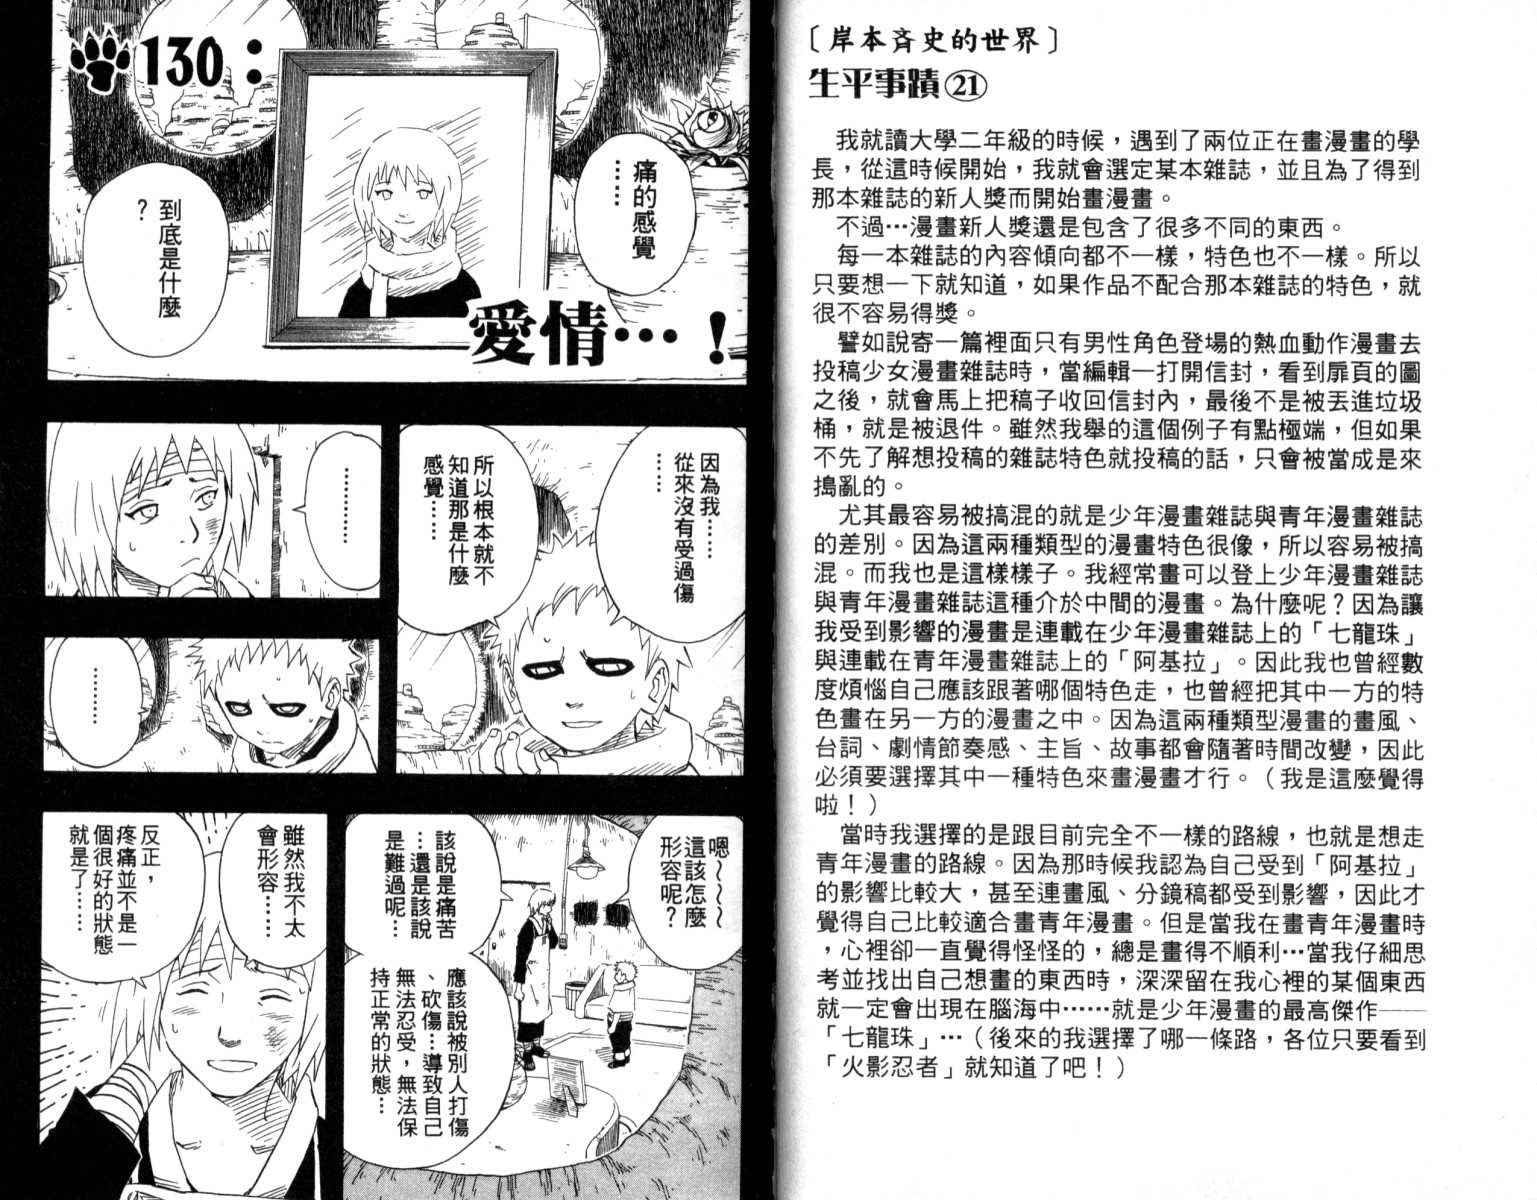 〔岸本斉史的世界〕
生平事蹟㉑
我就讀大學二年級的時候，遇到了兩位正在畫漫畫的學
長，從這時候開始，我就會選定某本雜誌，並且為了得到
那本雜誌的新人獎而開始畫漫畫。
不過…漫畫新人獎還是包含了很多不同的東西。
每一本雜誌的內容傾向都不一樣，特色也不一樣。所以
只要想一下就知道，如果作品不配合那本雜誌的特色，就
很不容易得獎。
譬如說寄一篇裡面只有男性角色登場的熱血動作漫畫去
投稿少女漫畫雜誌時，當編輯一打開信封，看到扉頁的圖
之後，就會馬上把稿子收回信封內，最後不是被丟進垃圾
桶，就是被退件。雖然我舉的這個例子有點極端，但如果
不先了解想投稿的雜誌特色就投稿的話，只會被當成是來
搗亂的。
尤其最容易被搞混的就是少年漫畫雜誌與青年漫畫雜誌
的差別。因為這兩種類型的漫畫特色很像，所以容易被搞
混。而我也是這樣樣子。我經常畫可以登上少年漫畫雜誌
與青年漫畫雜誌這種介於中間的漫畫。為什麼呢？因為讓
我受到影響的漫畫是連載在少年漫畫雜誌上的「七龍珠」
與連載在青年漫畫雜誌上的「阿基拉」。因此我也曾經數
度煩惱自己應該跟著哪個特色走，也曾經把其中一方的特
色畫在另一方的漫畫之中。因為這兩種類型漫畫的畫風、
台詞、劇情節奏感、主旨、故事都會隨著時間改變，因此
必須要選擇其中一種特色來畫漫畫才行。（我是這麼覺得
啦！）
當時我選擇的是跟目前完全不一樣的路線，也就是想走
青年漫畫的路線。因為那時候我認為自己受到「阿基拉」
的影響比較大，甚至連畫風、分鏡稿都受到影響，因此才
覺得自己比較適合畫青年漫畫。但是當我在畫青年漫畫時
，心裡卻一直覺得怪怪的，總是畫得不順利…當我仔細思
考並找出自己想畫的東西時，深深留在我心裡的某個東西
就一定會出現在腦海中……就是少年漫畫的最高傑作——
「七龍珠」…（後來的我選擇了哪一條路，各位只要看到
「火影忍者」就知道了吧！）
130：
愛情…！
痛的感覺
……
到底是什麼
？
因為我……
從來沒有受過傷
……
所以根本就不
知道那是什麼
感覺……
………
………
嗯～～～～
這該怎麼
形容呢？
該說是痛苦
…還是該說
是難過呢…
應該說被別人打傷
、砍傷…導致自己
無法忍受，無法保
持正常的狀態…
雖然我不太
會形容……
反正，
疼痛並不是一
個很好的狀態
就是了……